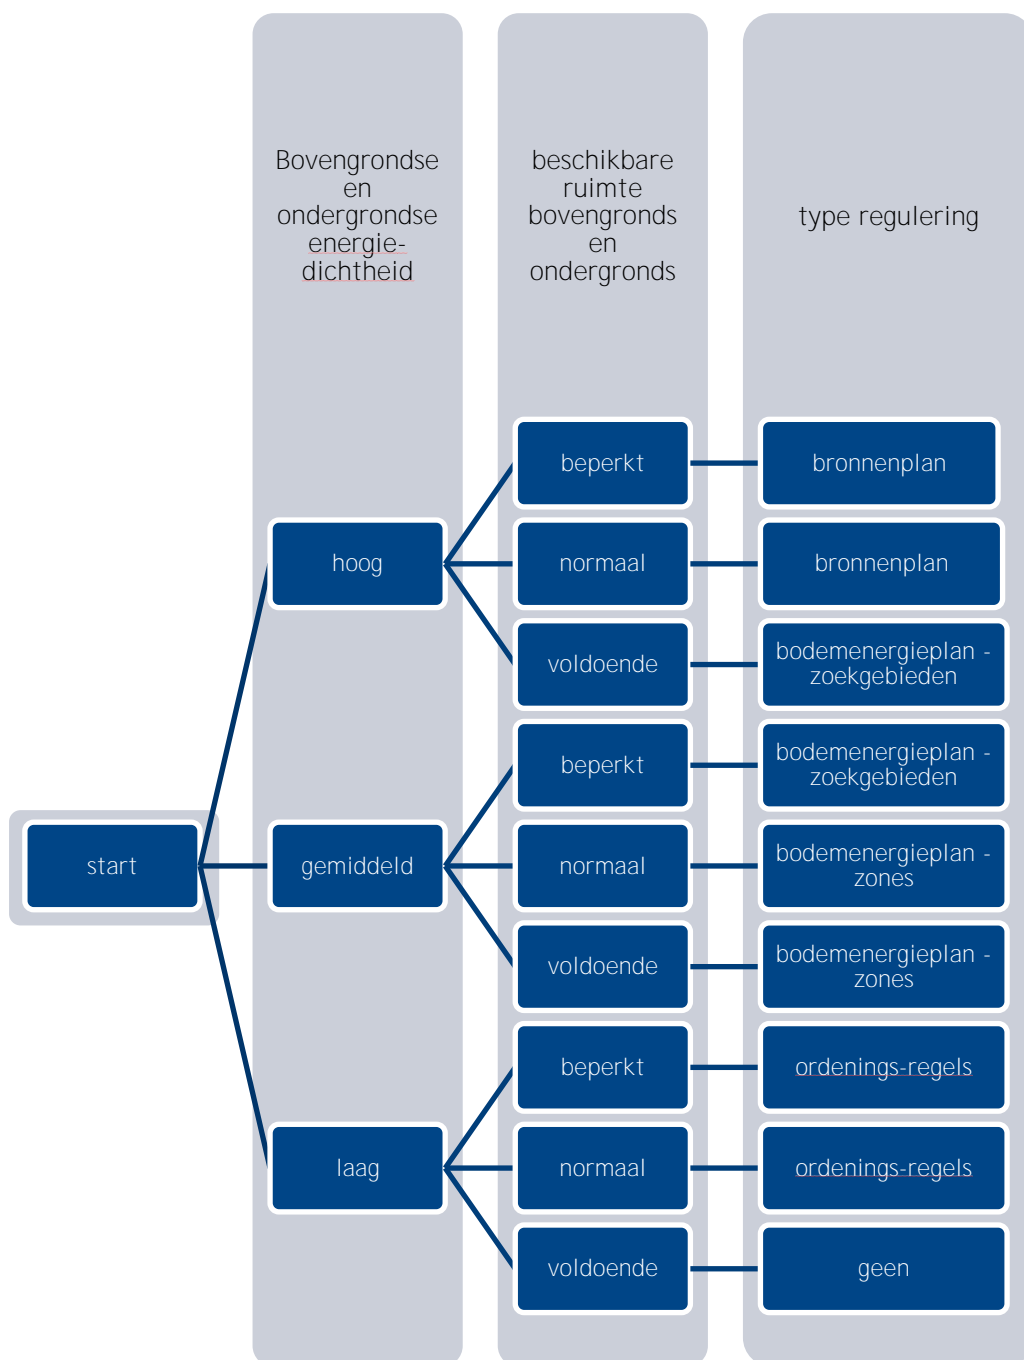 Bovengrondse
en
ondergrondse
energie-
dichtheid
beschikbare
ruimte
bovengronds
en
ondergronds
type regulering
start
hoog
beperkt
bronnenplan
normaal
bronnenplan
voldoende
bodemenergieplan -
zoekgebieden
gemiddeld
beperkt
bodemenergieplan -
zoekgebieden
normaal
bodemenergieplan -
zones
voldoende
bodemenergieplan -
zones
laag
beperkt
ordenings-regels
normaal
ordenings-regels
voldoende
geen